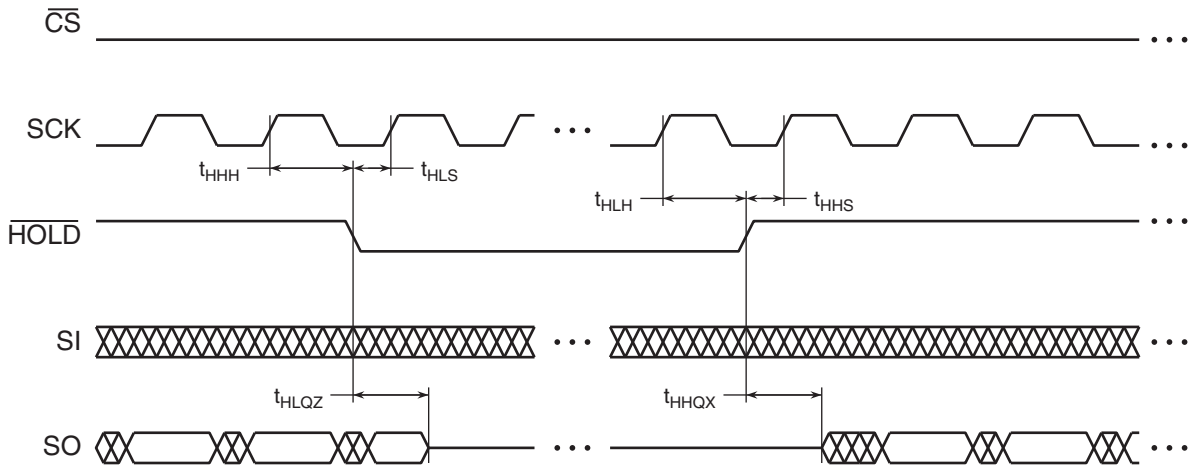 CS
SCK
tHHH
tHLS
tHLH
tHHS
HOLD
SI
tHLQZ
tHHQX
SO